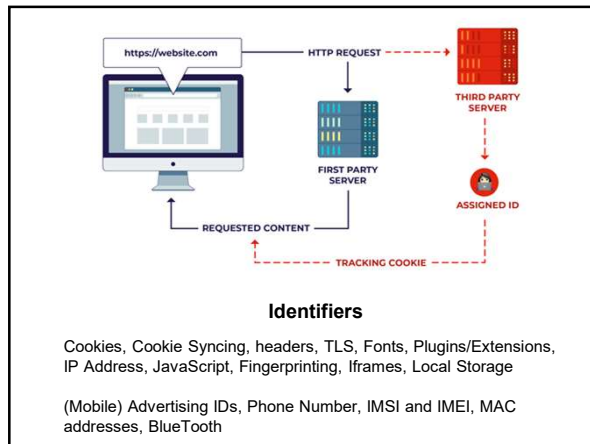 https://website.com
HTTP REQUEST
THIRD PARTY
SERVER
FIRST PARTY
SERVER
ASSIGNED ID
REQUESTED CONTENT
TRACKING COOKIE
Identifiers
Cookies, Cookie Syncing, headers, TLS, Fonts, Plugins/Extensions,
IP Address, JavaScript, Fingerprinting, Iframes, Local Storage
(Mobile) Advertising IDs, Phone Number, IMSI and IMEI, MAC
addresses, BlueTooth